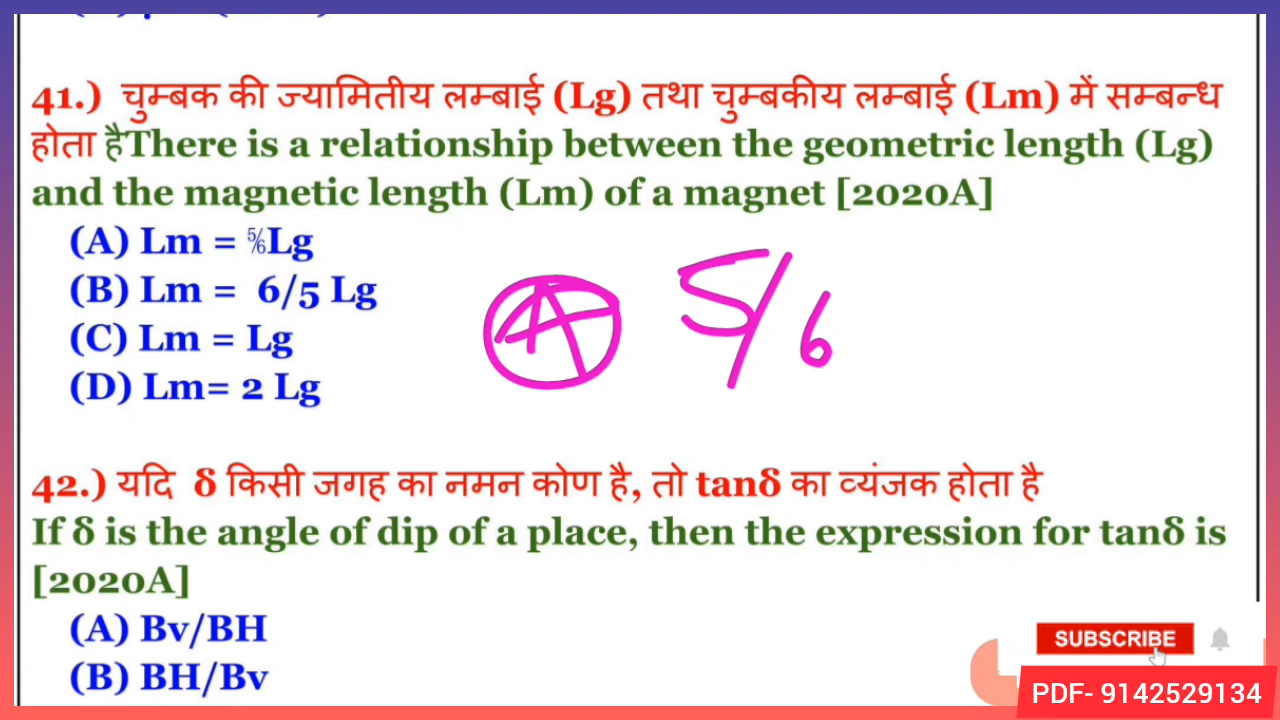 41.) चुम्बक की ज्यामितीय लम्बाई (Lg) तथा चुम्बकीय लम्बाई (Lm) में सम्बन्ध
होता हैThere is a relationship between the geometric length (Lg)
and the magnetic length (Lm) of a magnet [2020A]
(A) Lm = ⅚Lg
(B) Lm = 6/5 Lg
(C) Lm = Lg
(D) Lm= 2 Lg
A 5/6
42.) यदि δ किसी जगह का नमन कोण है, तो tanδ का व्यंजक होता है
If δ is the angle of dip of a place, then the expression for tanδ is
[2020A]
(A) Bv/BH
(B) BH/Bv
SUBSCRIBE
PDF- 9142529134